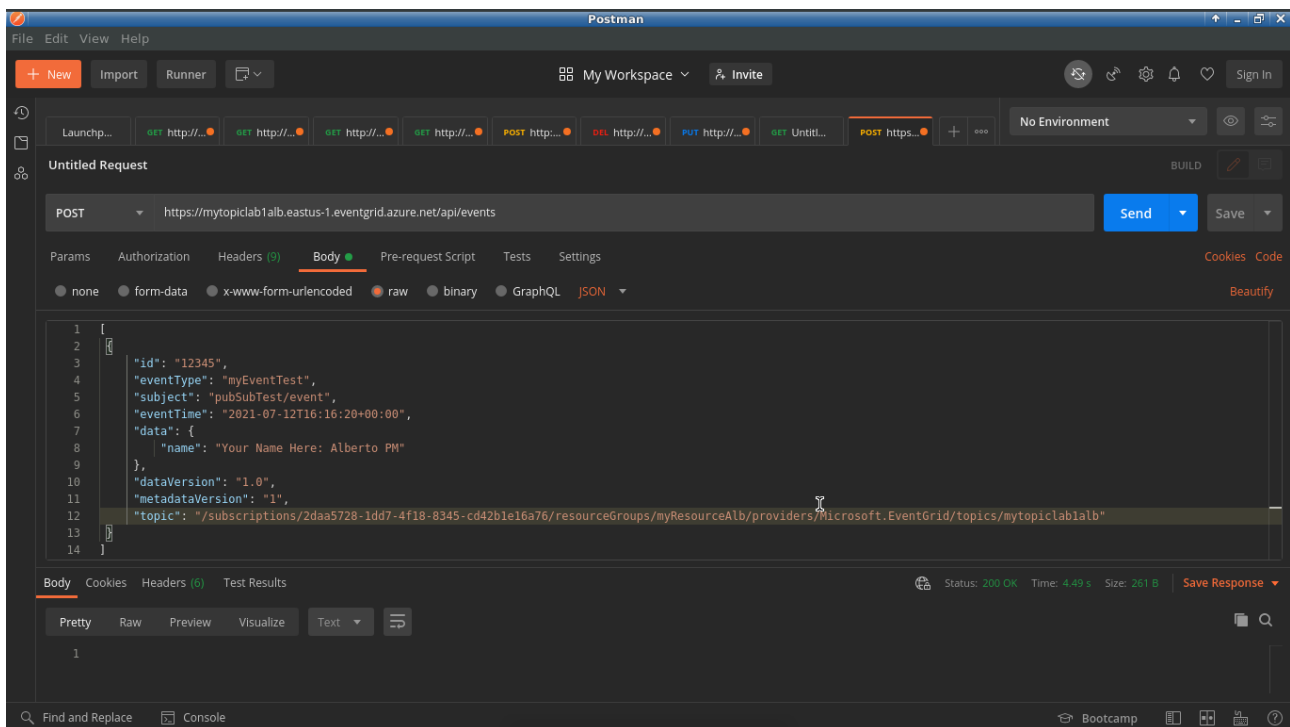 Postman
File Edit View Help
+ New Import Runner My Workspace Invite Sign In
Launchp... GET http://... GET http://... GET http://... GET http://... POST http:... DEL http://... PUT http://... GET Untitl... POST https... + ooo No Environment
Untitled Request BUILD
POST https://mytopiclab1alb.eastus-1.eventgrid.azure.net/api/events Send Save
Params Authorization Headers (9) Body Pre-request Script Tests Settings Cookies Code
none form-data x-www-form-urlencoded raw binary GraphQL JSON Beautify
1 [
2 {
3 "id": "12345",
4 "eventType": "myEventTest",
5 "subject": "pubSubTest/event",
6 "eventTime": "2021-07-12T16:16:20+00:00",
7 "data": {
8 "name": "Your Name Here: Alberto PM"
9 },
10 "dataVersion": "1.0",
11 "metadataVersion": "1",
12 "topic": "/subscriptions/2daa5728-1dd7-4f18-8345-cd42b1e16a76/resourceGroups/myResourceAlb/providers/Microsoft.EventGrid/topics/mytopiclab1alb"
13 }
14 ]
Body Cookies Headers (6) Test Results Status: 200 OK Time: 4.49 s Size: 261 B Save Response
Pretty Raw Preview Visualize Text
1
Find and Replace Console Bootcamp